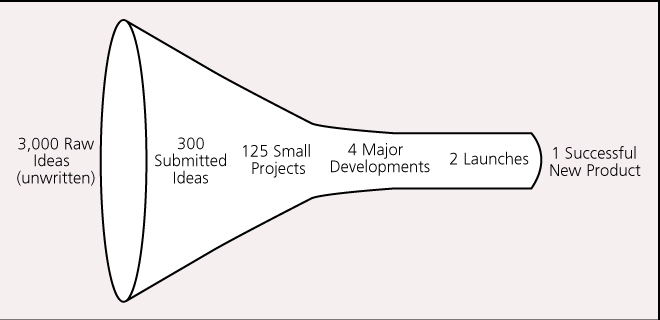 3,000 Raw
Ideas
(unwritten)
300
Submitted
Ideas
125 Small
Projects
4 Major
Developments
2 Launches
1 Successful
New Product